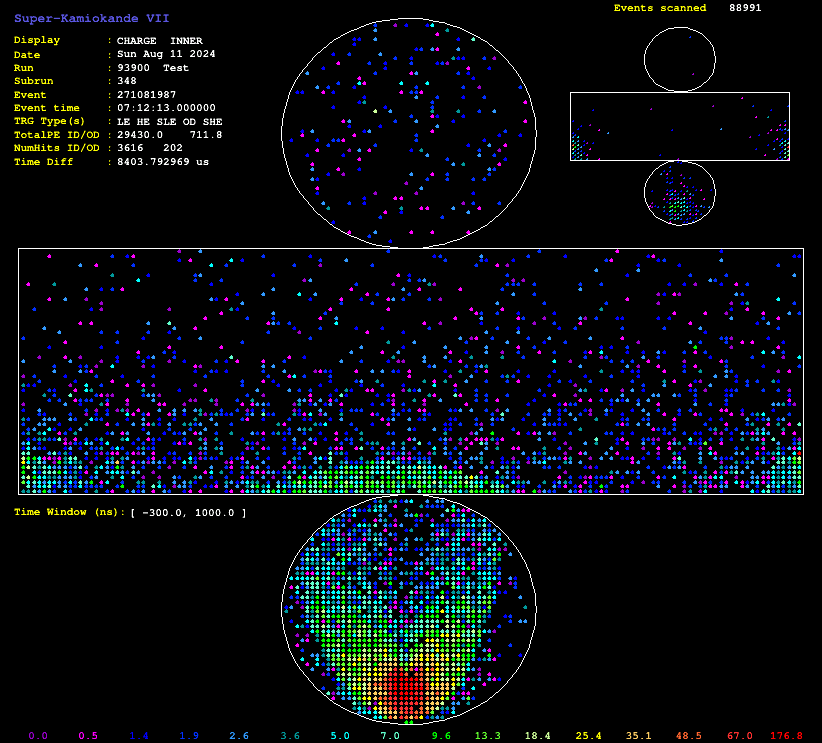 Super-Kamiokande VII
Events scanned 88991
Display : CHARGE INNER
Date : Sun Aug 11 2024
Run : 93900 Test
Subrun : 348
Event : 271081987
Event time : 07:12:13.000000
TRG Type(s) : LE HE SLE OD SHE
TotalPE ID/OD : 29430.0 711.8
NumHits ID/OD : 3616 202
Time Diff : 8403.792969 us
Time Window (ns): [ -300.0, 1000.0 ]
0.0 0.5 1.4 1.9 2.6 3.6 5.0 7.0 9.6 13.3 18.4 25.4 35.1 48.5 67.0 176.8